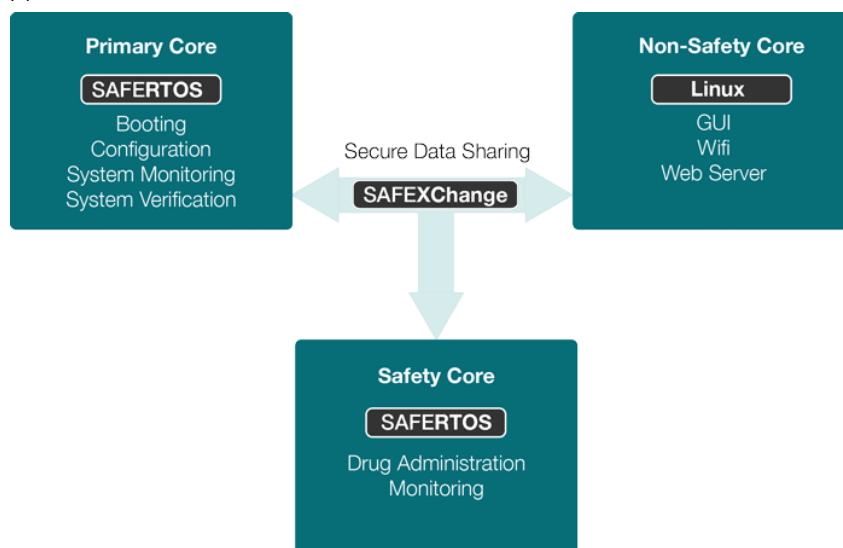 Primary Core
SAFERTOS
Booting
Configuration
System Monitoring
System Verification
Secure Data Sharing
SAFEXChange
Non-Safety Core
Linux
GUI
Wifi
Web Server
Safety Core
SAFERTOS
Drug Administration
Monitoring